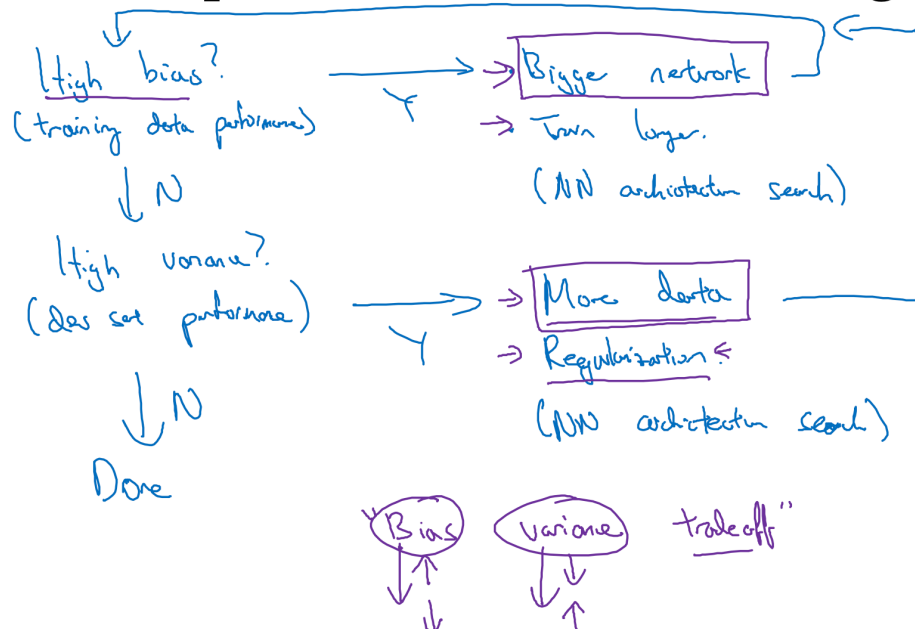 High bias?
(training data performance)
Y
Bigge network
Train longer.
(NN architecture search)
N
High variance?
(dev set performance)
Y
More data
Regularization.
(NN architecture search)
N
Done
"Bias variance tradeoff"